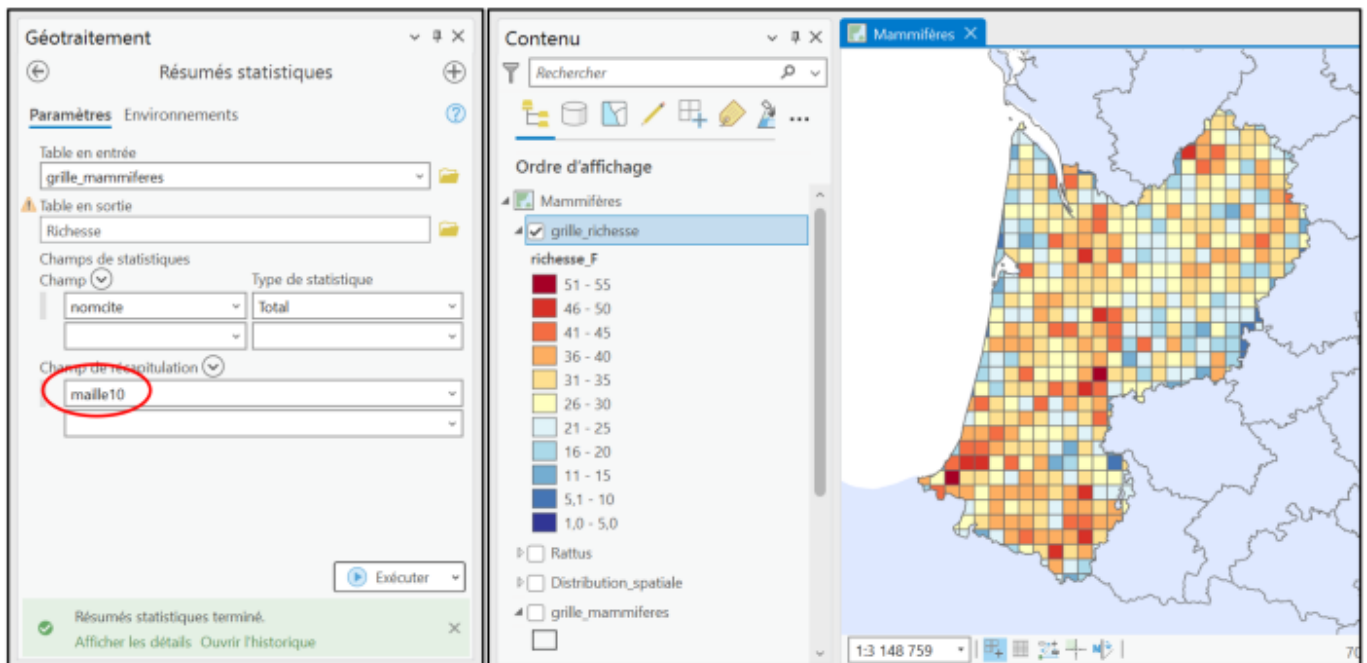 Géotraitement
Résumés statistiques
Paramètres Environnements
Table en entrée
grille_mammiferes
Table en sortie
Richesse
Champs de statistiques
Champ Type de statistique
nomcite Total
Champ de récapitulation
maille10
Exécuter
Résumés statistiques terminé.
Afficher les détails Ouvrir l'historique
Contenu
Rechercher
Ordre d'affichage
Mammifères
grille_richesse
richesse_F
51 - 55
46 - 50
41 - 45
36 - 40
31 - 35
26 - 30
21 - 25
16 - 20
11 - 15
5,1 - 10
1,0 - 5,0
Rattus
Distribution_spatiale
grille_mammiferes
Mammifères
1:3 148 759
70